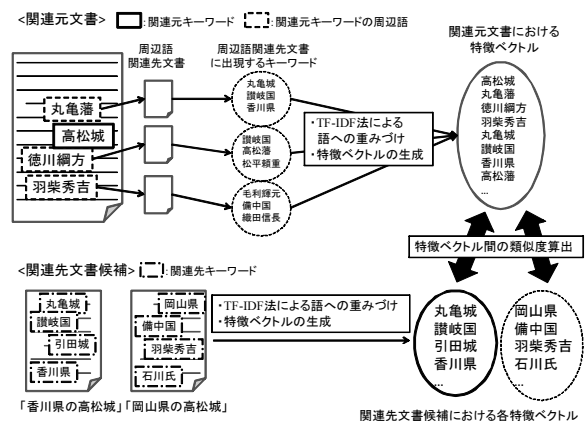 <関連元文書> :関連元キーワード :関連元キーワードの周辺語
周辺語
関連先文書
周辺語関連先文書
に出現するキーワード
関連元文書における
特徴ベクトル
丸亀藩
高松城
徳川綱方
羽柴秀吉
丸亀城
讃岐国
香川県
讃岐国
高松藩
松平頼重
毛利輝元
備中国
織田信長
・TF-IDF法による
語への重みづけ
・特徴ベクトルの生成
高松城
丸亀藩
徳川綱方
羽柴秀吉
丸亀城
讃岐国
香川県
高松藩
...
特徴ベクトル間の類似度算出
<関連先文書候補> :関連先キーワード
丸亀城
讃岐国
引田城
香川県
岡山県
備中国
羽柴秀吉
石川氏
「香川県の高松城」「岡山県の高松城」
・TF-IDF法による語への重みづけ
・特徴ベクトルの生成
丸亀城
讃岐国
引田城
香川県
...
岡山県
備中国
羽柴秀吉
石川氏
...
関連先文書候補における各特徴ベクトル